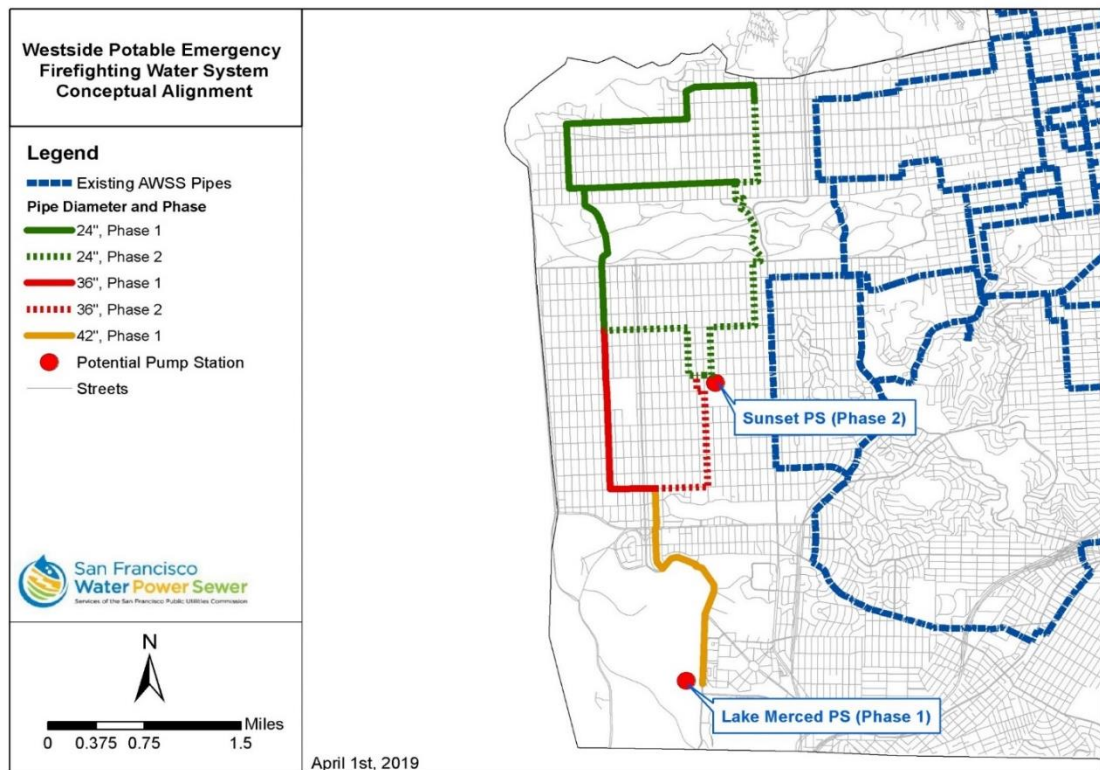 Westside Potable Emergency
Firefighting Water System
Conceptual Alignment
Legend
Existing AWSS Pipes
Pipe Diameter and Phase
24", Phase 1
24", Phase 2
36", Phase 1
36", Phase 2
42", Phase 1
Potential Pump Station
Streets
San Francisco
Water Power Sewer
Services of the San Francisco Public Utilities Commission
N
Miles
0 0.375 0.75 1.5
Sunset PS (Phase 2)
Lake Merced PS (Phase 1)
April 1st, 2019